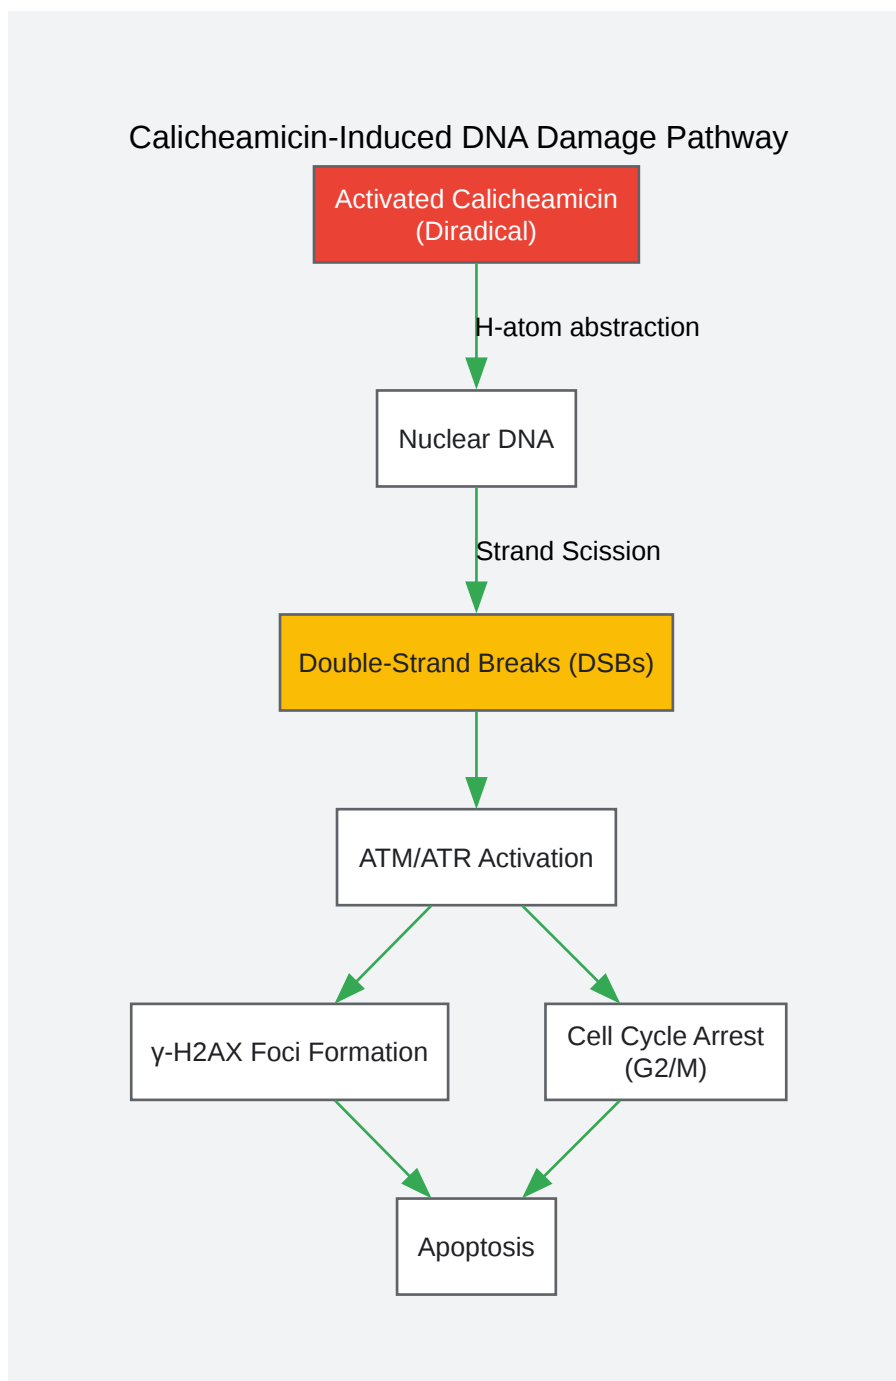 Calicheamicin-Induced DNA Damage Pathway
Activated Calicheamicin
(Diradical)
H-atom abstraction
Nuclear DNA
Strand Scission
Double-Strand Breaks (DSBs)
ATM/ATR Activation
γ-H2AX Foci Formation
Cell Cycle Arrest
(G2/M)
Apoptosis